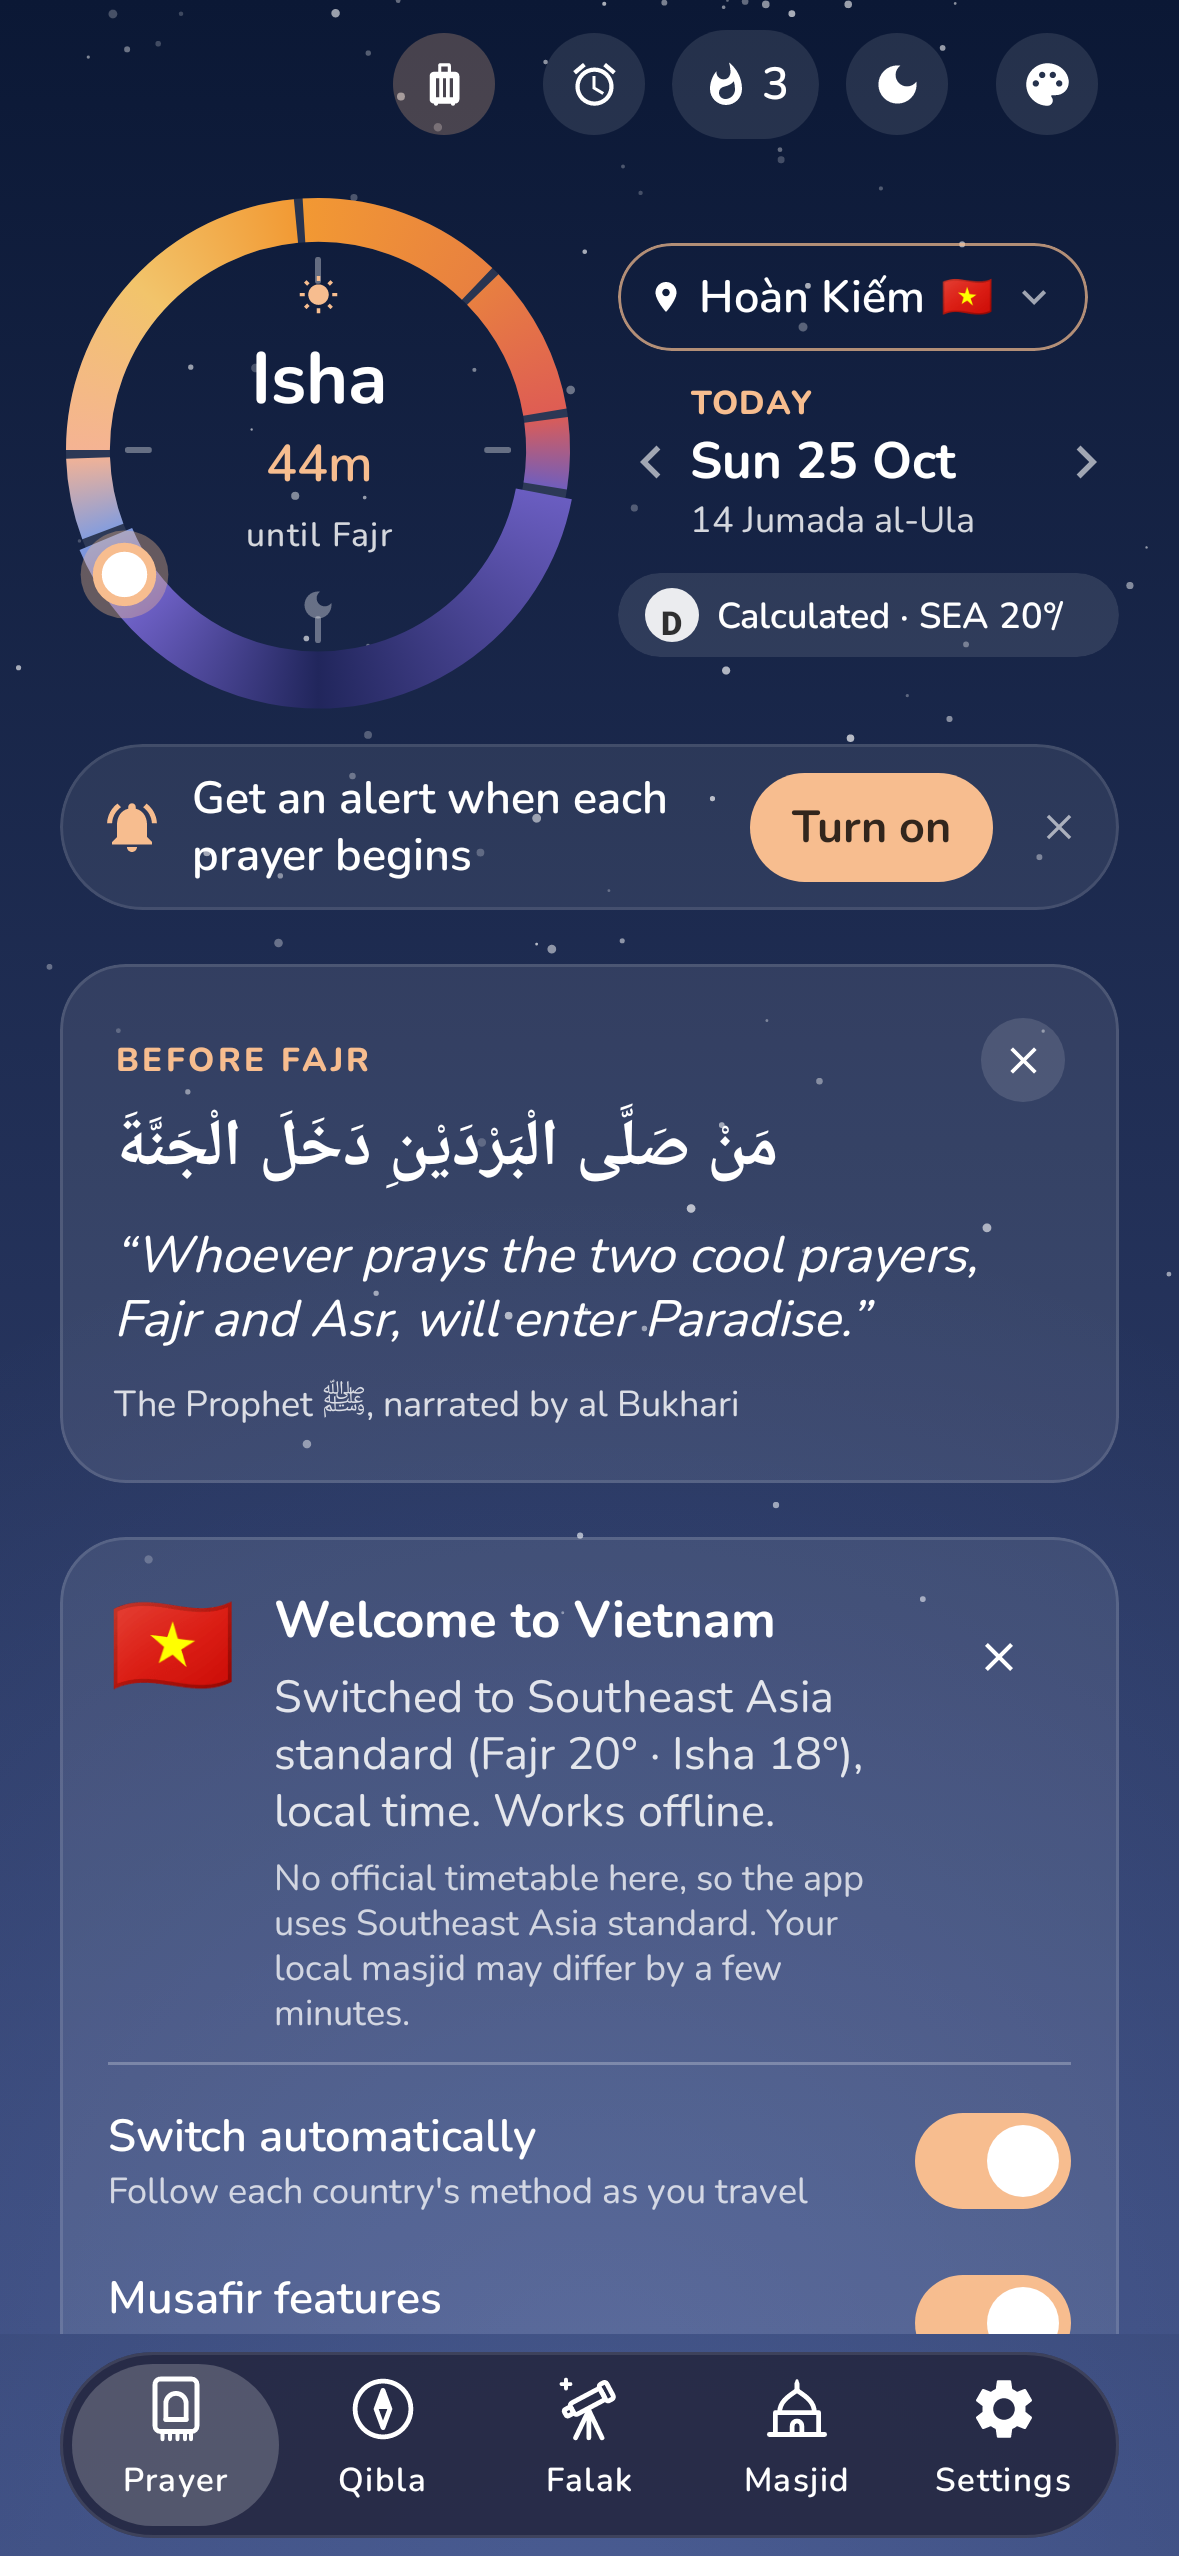 3
Hoàn Kiếm
Isha
44m
until Fajr
TODAY
Sun 25 Oct
14 Jumada al-Ula
D Calculated · SEA 20°/
Get an alert when each
prayer begins
Turn on
BEFORE FAJR
مَنْ صَلَّى الْبَرْدَيْنِ دَخَلَ الْجَنَّةَ
“Whoever prays the two cool prayers,
Fajr and Asr, will enter Paradise.”
The Prophet ﷺ, narrated by al Bukhari
Welcome to Vietnam
Switched to Southeast Asia
standard (Fajr 20° · Isha 18°),
local time. Works offline.
No official timetable here, so the app
uses Southeast Asia standard. Your
local masjid may differ by a few
minutes.
Switch automatically
Follow each country's method as you travel
Musafir features
Prayer
Qibla
Falak
Masjid
Settings